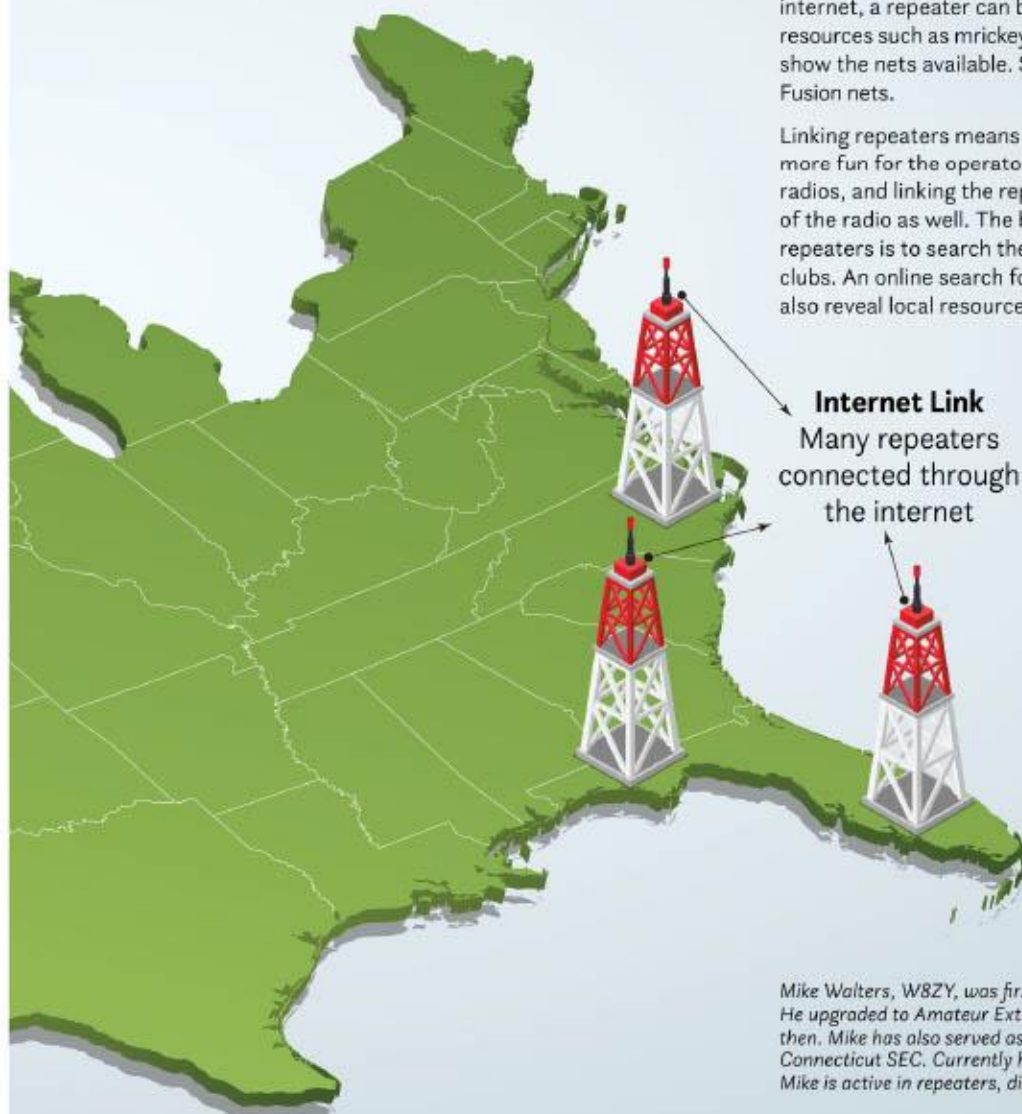 internet, a repeater can b
resources such as mrickey
show the nets available. S
Fusion nets.
Linking repeaters means
more fun for the operato
radios, and linking the rep
of the radio as well. The b
repeaters is to search the
clubs. An online search fo
also reveal local resource
Internet Link
Many repeaters
connected through
the internet
Mike Walters, W8ZY, was fir
He upgraded to Amateur Ext
then. Mike has also served as
Connecticut SEC. Currently h
Mike is active in repeaters, di